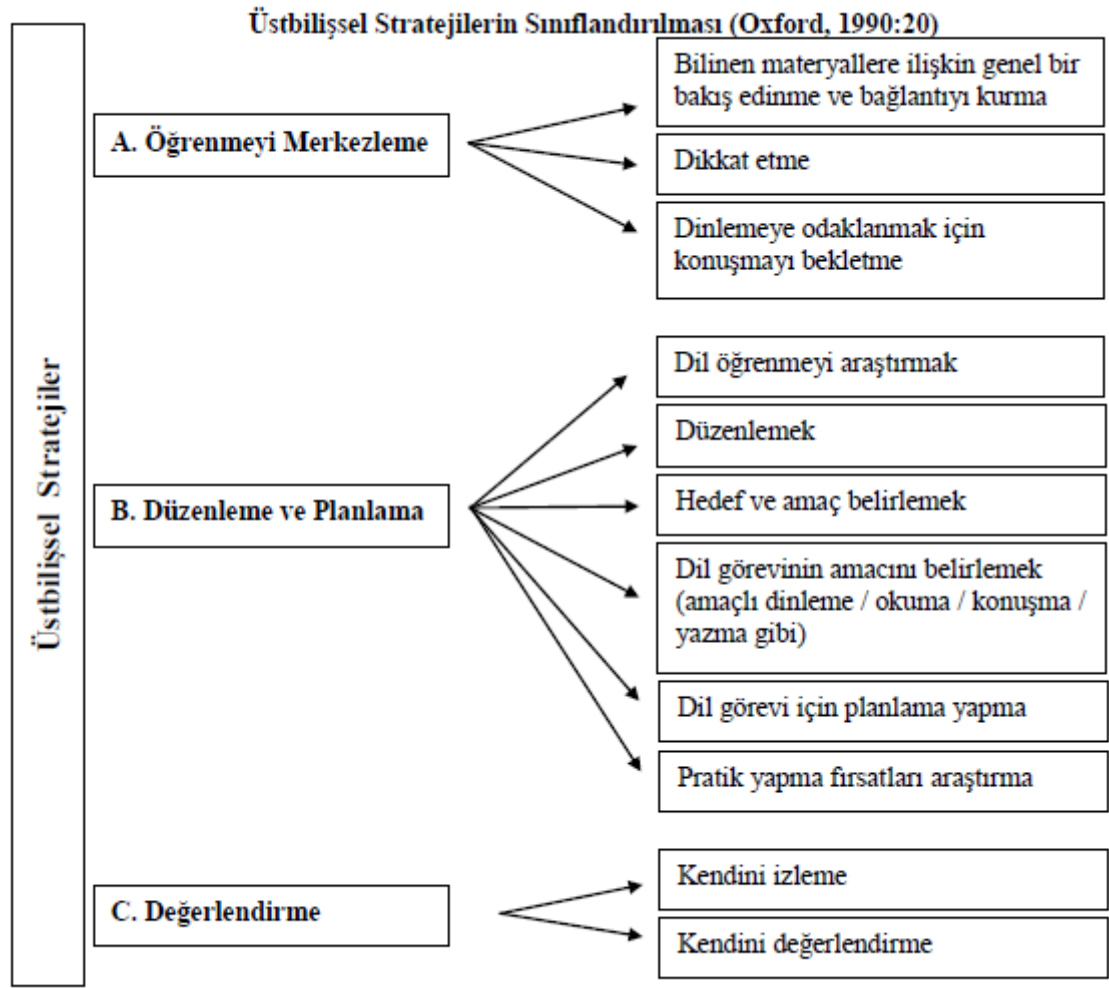 Üstbilişsel Stratejilerin Sınıflandırılması (Oxford, 1990:20)
Üstbilişsel Stratejiler
A. Öğrenmeyi Merkezleme
Bilinen materyallere ilişkin genel bir
bakış edinme ve bağlantıyı kurma
Dikkat etme
Dinlemeye odaklanmak için
konuşmayı bekletme
B. Düzenleme ve Planlama
Dil öğrenmeyi araştırmak
Düzenlemek
Hedef ve amaç belirlemek
Dil görevinin amacını belirlemek
(amaçlı dinleme / okuma / konuşma /
yazma gibi)
Dil görevi için planlama yapma
Pratik yapma fırsatları araştırma
C. Değerlendirme
Kendini izleme
Kendini değerlendirme